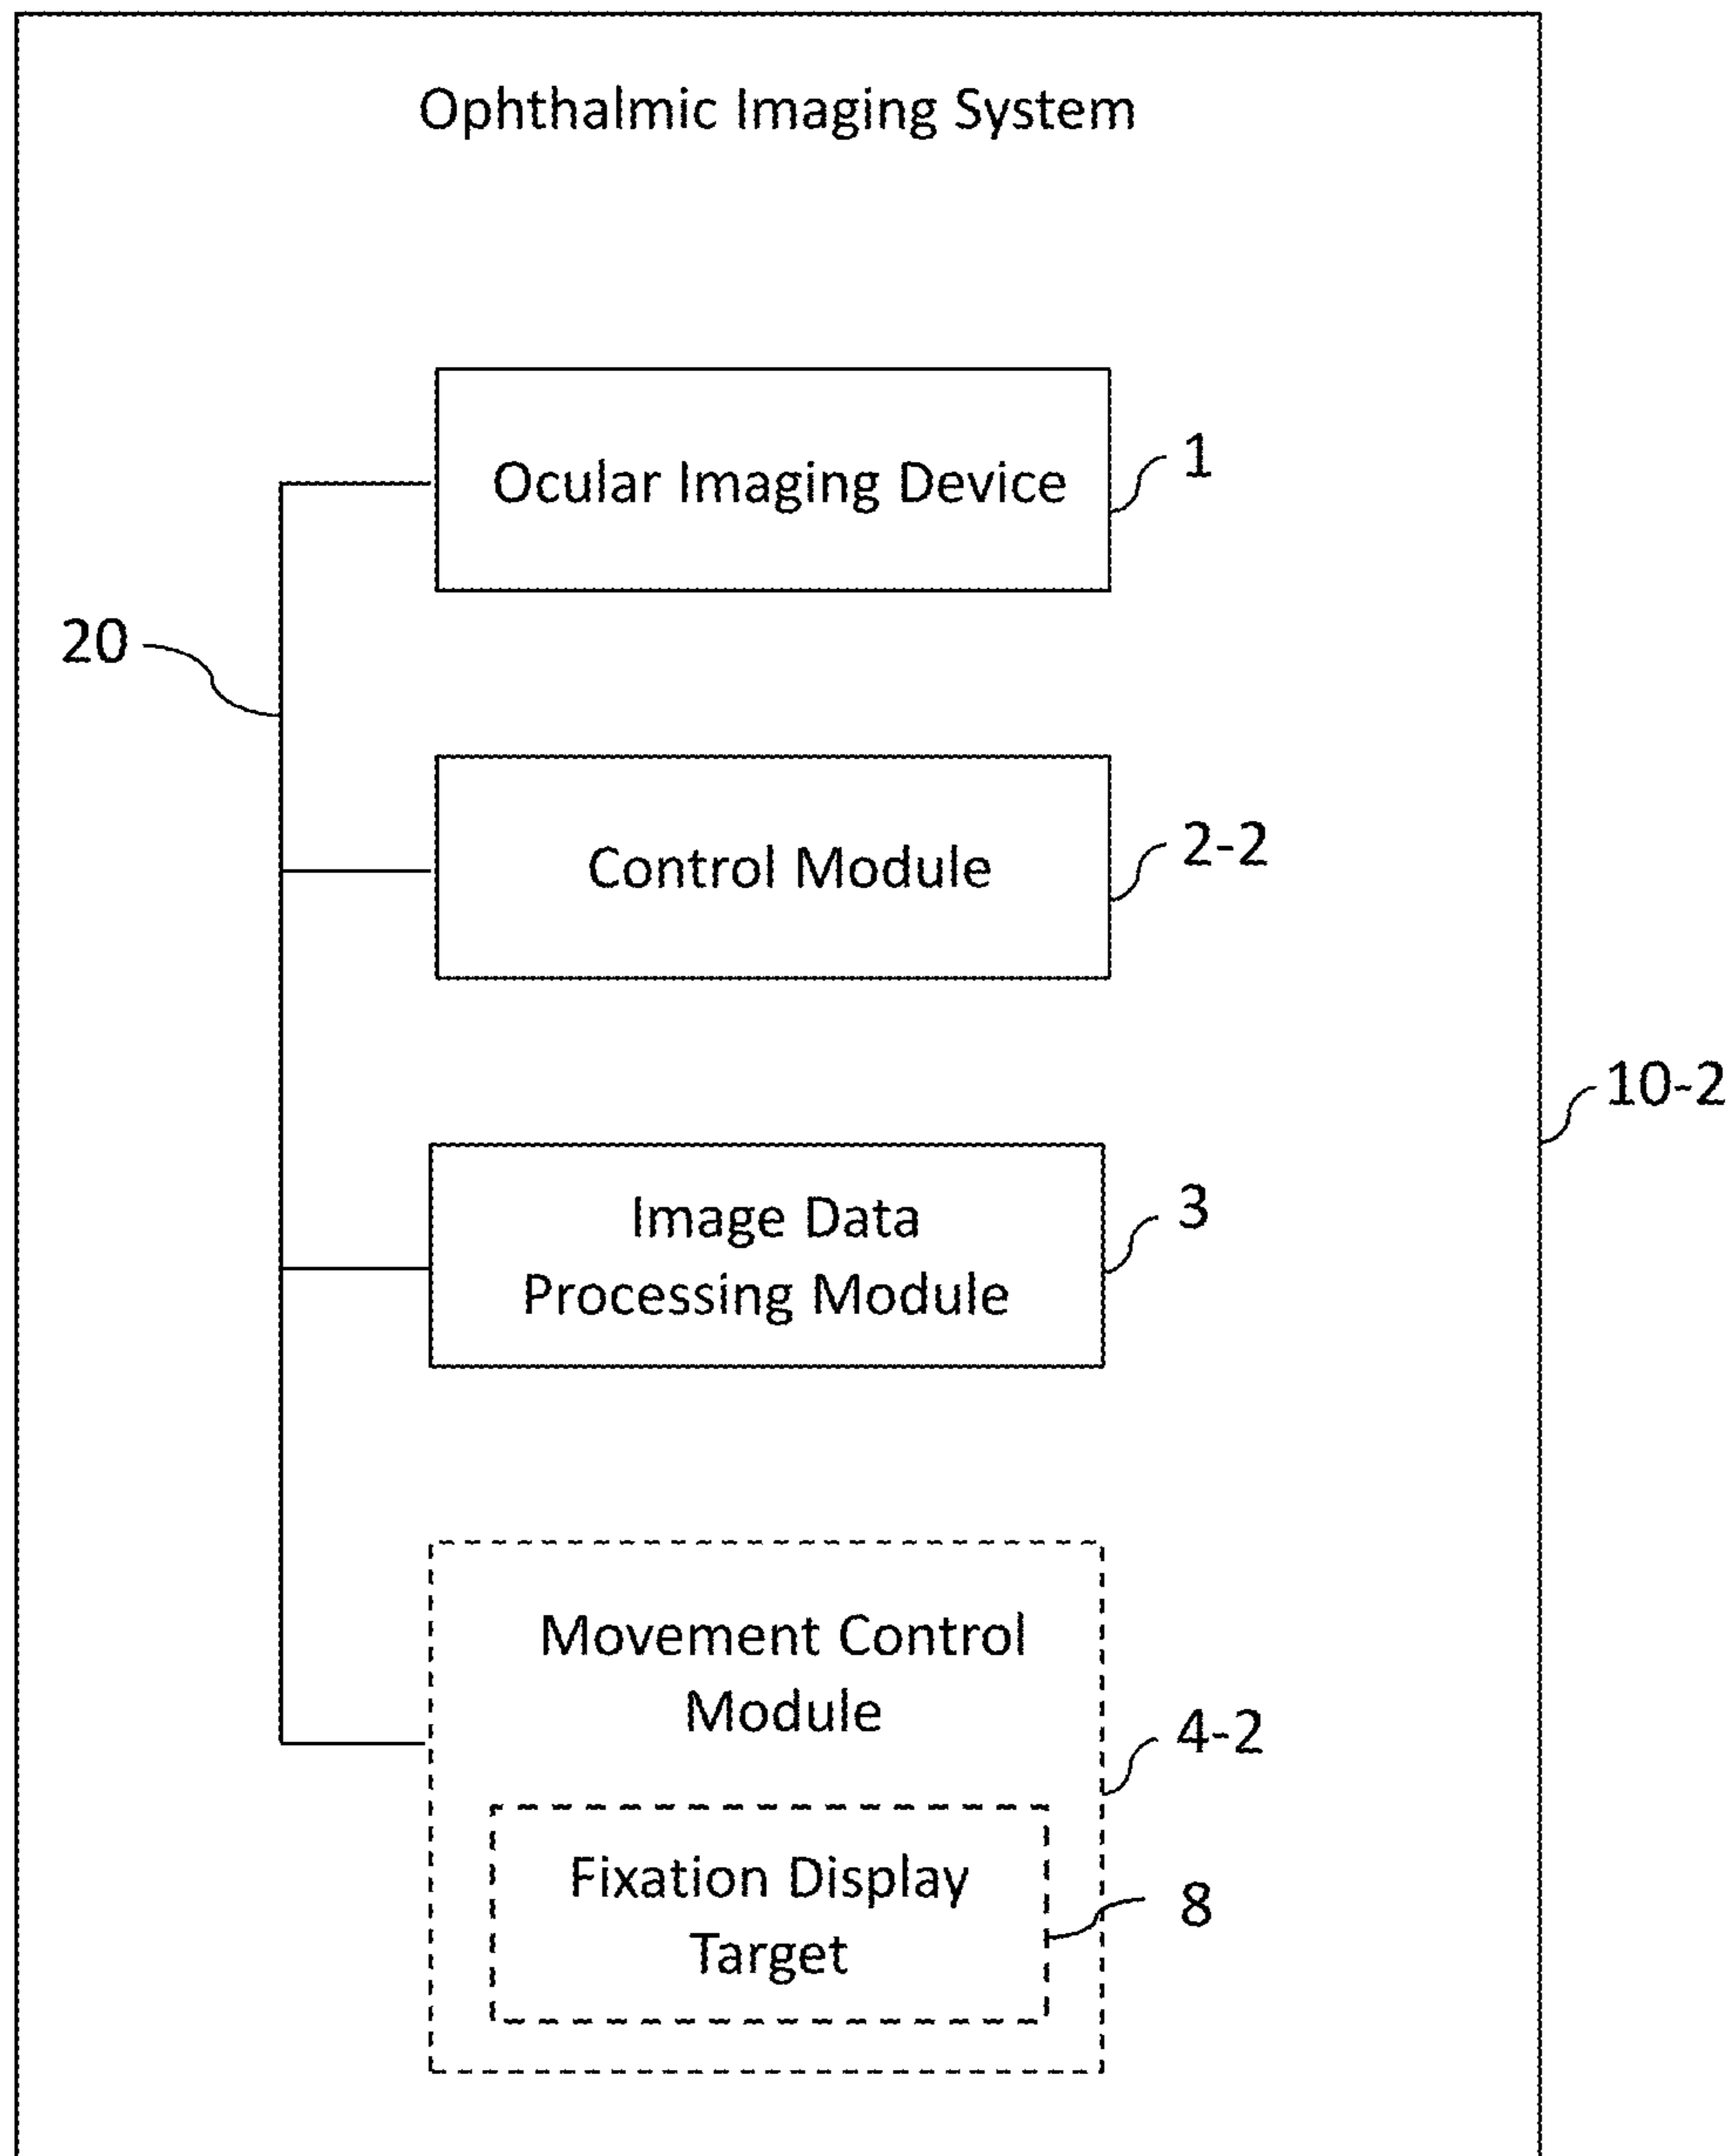 Ophthalmic Imaging System
Ocular Imaging Device
1
20
Control Module
2-2
10-2
Image Data
Processing Module
3
Movement Control
Module
4-2
Fixation Display
Target
8